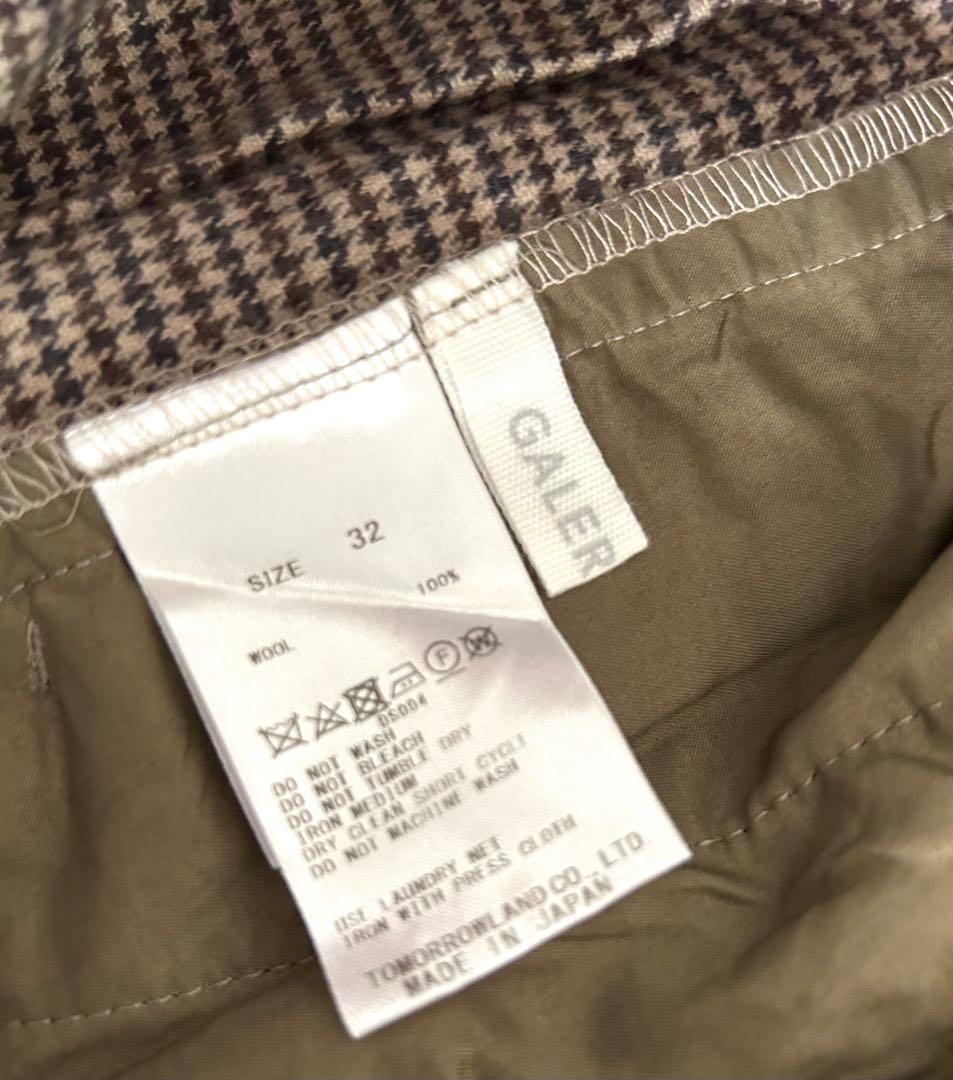 GALER
SIZE 32
WOOL 100%
F W
DS004
DO NOT WASH
DO NOT BLEACH
DO NOT TUMBLE DRY
IRON MEDIUM
DRY CLEAN SHORT CYCLE
DO NOT MACHINE WASH
USE LAUNDRY NET
IRON WITH PRESS CLOTH
TOMORROWLAND CO.,LTD.
MADE IN JAPAN